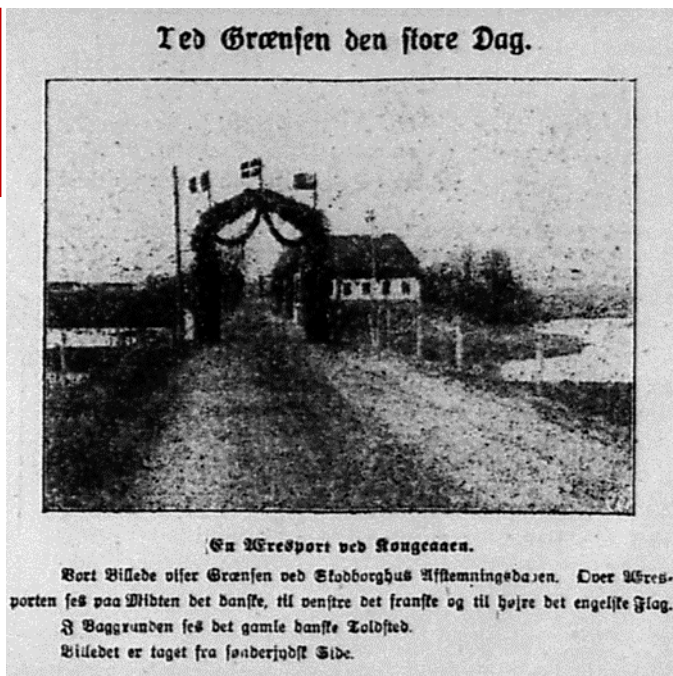 Ved Grænsen den store Dag.
En Æresport ved Kongeaaen.
Vort Billede viser Grænsen ved Skodborghus Afstemningsdagen. Over Æres-
porten ses paa Midten det danske, til venstre det franske og til højre det engelske Flag.
I Baggrunden ses det gamle danske Toldsted.
Billedet er taget fra sønderjydsk Side.